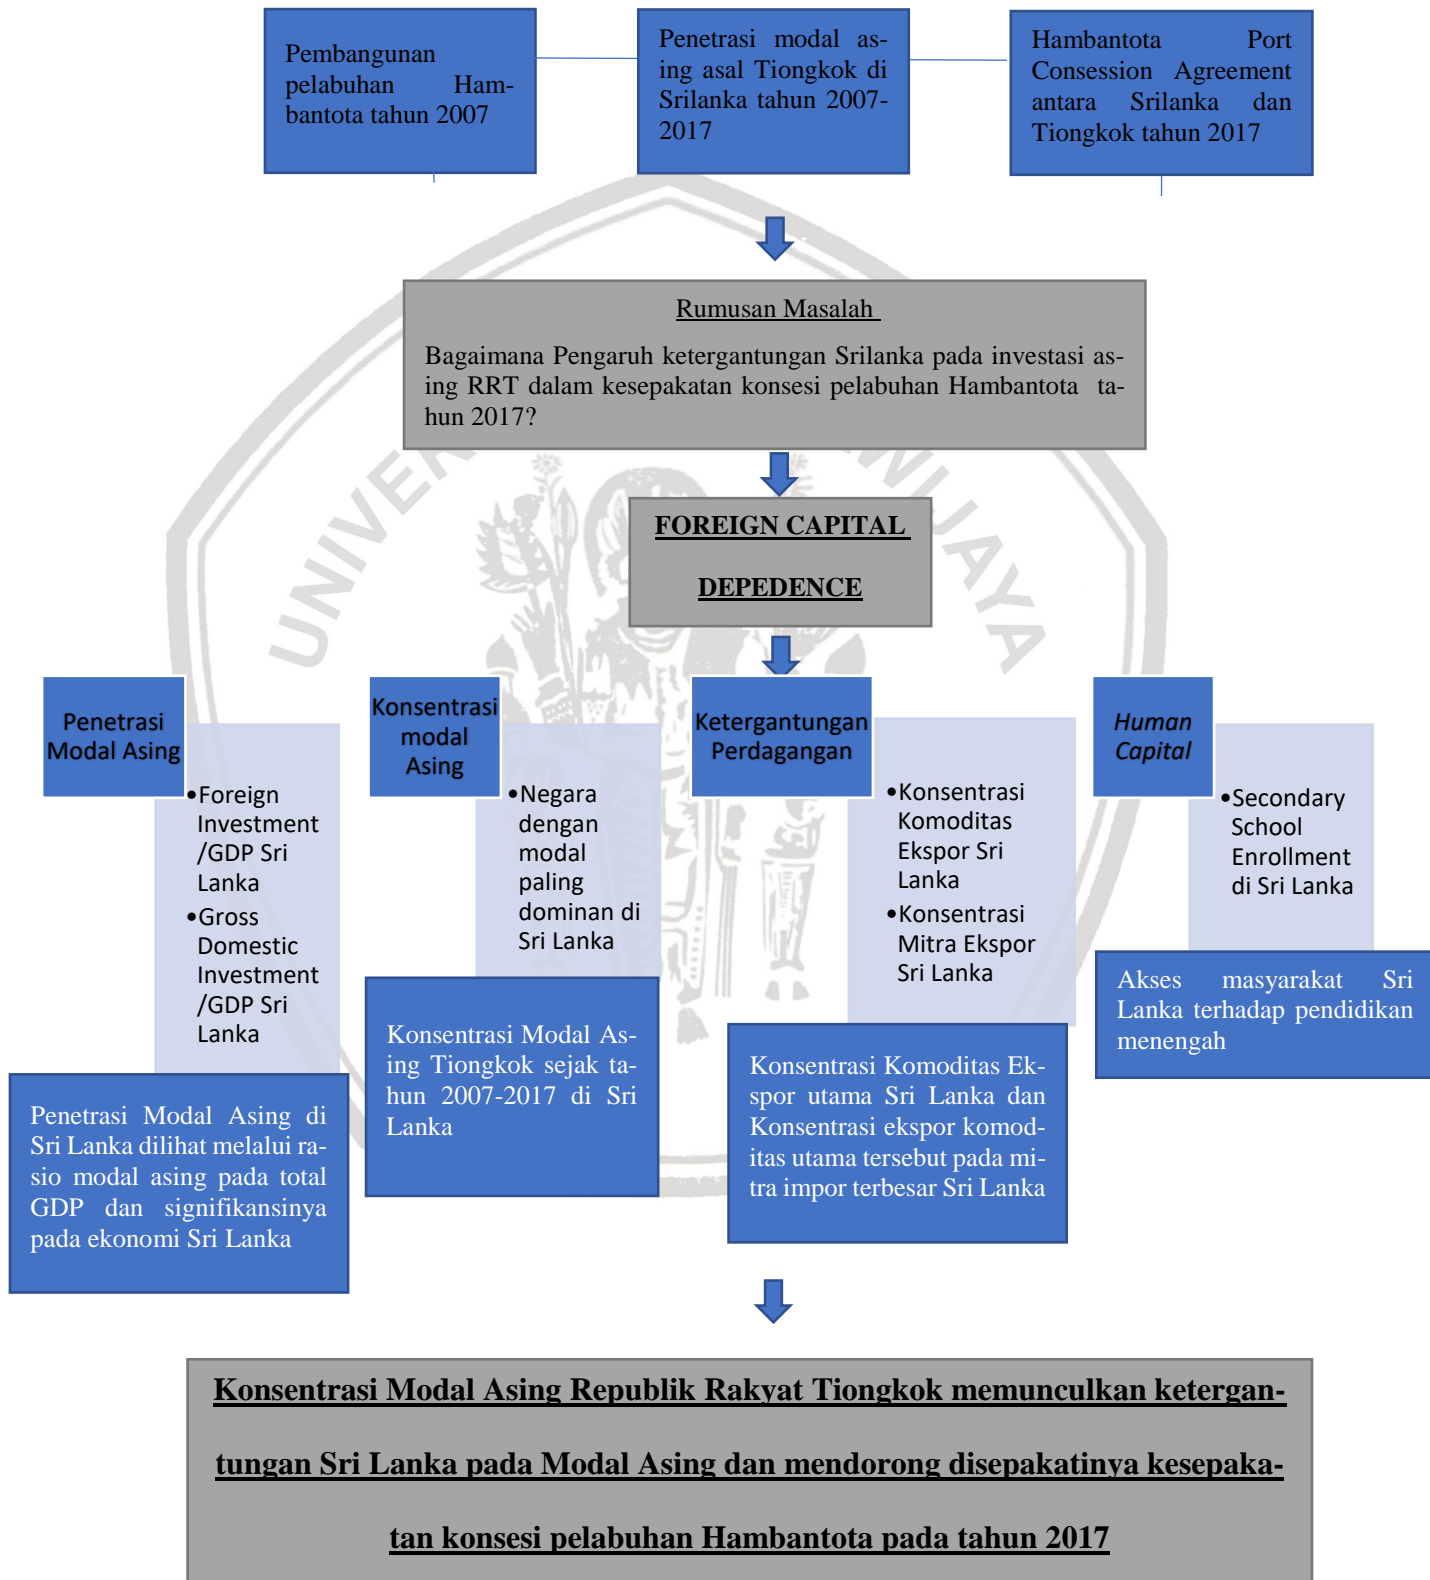 Pembangunan
pelabuhan Ham-
bantota tahun 2007
Penetrasi modal as-
ing asal Tiongkok di
Srilanka tahun 2007-
2017
Hambantota Port
Consession Agreement
antara Srilanka dan
Tiongkok tahun 2017
Rumusan Masalah
Bagaimana Pengaruh ketergantungan Srilanka pada investasi as-
ing RRT dalam kesepakatan konsesi pelabuhan Hambantota ta-
hun 2017?
FOREIGN CAPITAL
DEPEDENCE
Penetrasi
Modal Asing
•Foreign
Investment
/GDP Sri
Lanka
•Gross
Domestic
Investment
/GDP Sri
Lanka
Penetrasi Modal Asing di
Sri Lanka dilihat melalui ra-
sio modal asing pada total
GDP dan signifikansinya
pada ekonomi Sri Lanka
Konsentrasi
modal
Asing
•Negara
dengan
modal
paling
dominan di
Sri Lanka
Konsentrasi Modal As-
ing Tiongkok sejak ta-
hun 2007-2017 di Sri
Lanka
Ketergantungan
Perdagangan
•Konsentrasi
Komoditas
Ekspor Sri
Lanka
•Konsentrasi
Mitra Ekspor
Sri Lanka
Konsentrasi Komoditas Ek-
spor utama Sri Lanka dan
Konsentrasi ekspor komod-
itas utama tersebut pada mi-
tra impor terbesar Sri Lanka
Human
Capital
•Secondary
School
Enrollment
di Sri Lanka
Akses masyarakat Sri
Lanka terhadap pendidikan
menengah
Konsentrasi Modal Asing Republik Rakyat Tiongkok memunculkan ketergan-
tungan Sri Lanka pada Modal Asing dan mendorong disepakatinya kesepaka-
tan konsesi pelabuhan Hambantota pada tahun 2017